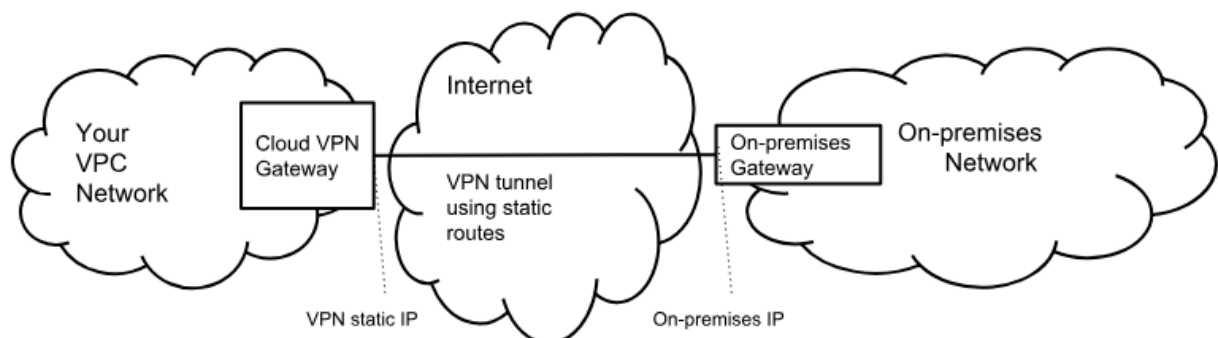 Your
VPC
Network
Cloud VPN
Gateway
Internet
VPN tunnel
using static
routes
On-premises
Gateway
On-premises
Network
VPN static IP
On-premises IP